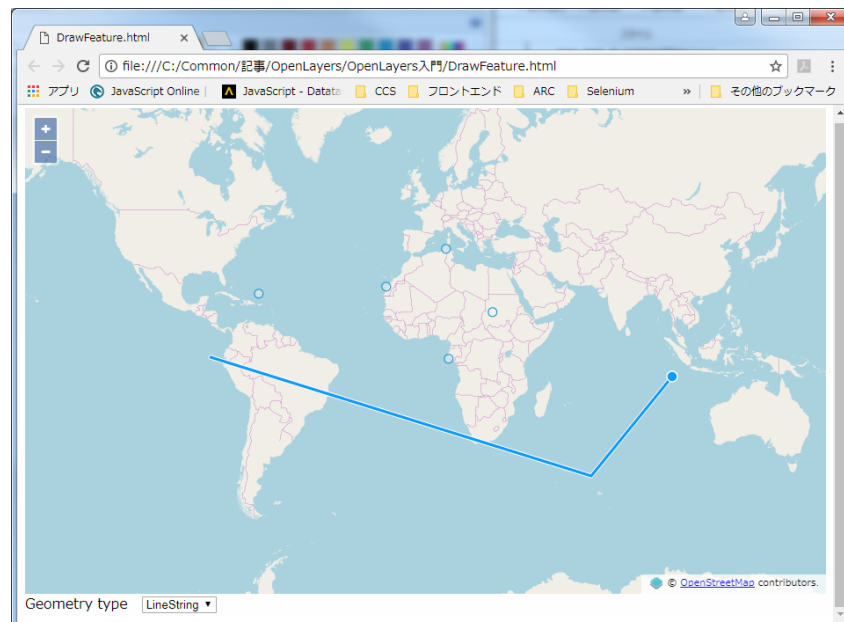 DrawFeature.html
file:///C:/Common/記事/OpenLayers/OpenLayers入門/DrawFeature.html
アプリ JavaScript Online | JavaScript - Datata CCS フロントエンド ARC Selenium » その他のブックマーク
+
−
© OpenStreetMap contributors.
Geometry type LineString